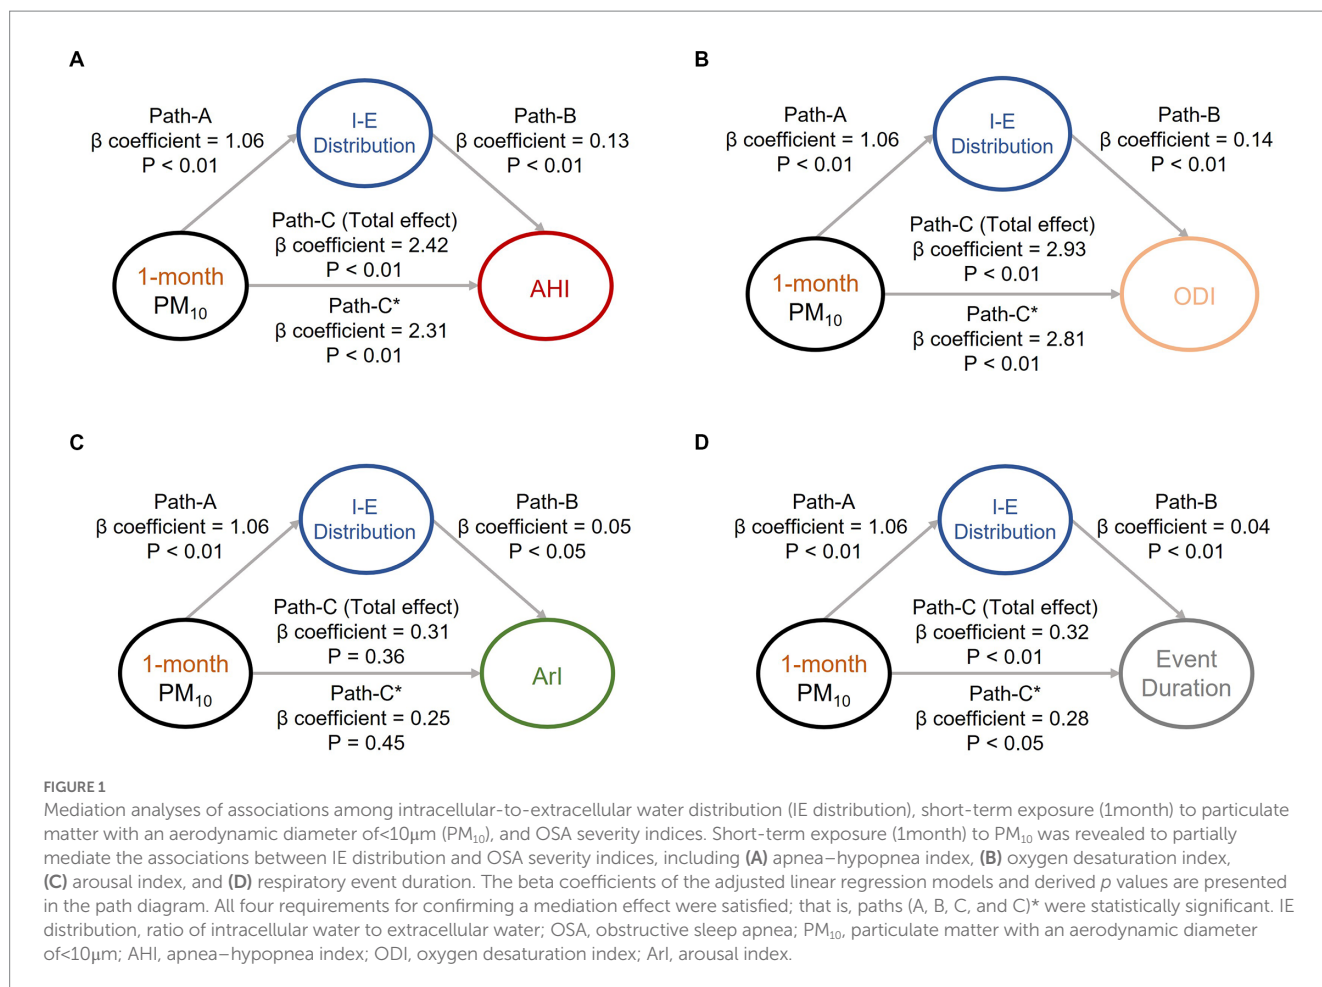 A
Path-A
β coefficient = 1.06
P < 0.01
I-E
Distribution
Path-B
β coefficient = 0.13
P < 0.01
Path-C (Total effect)
β coefficient = 2.42
P < 0.01
1-month
PM₁₀
Path-C*
β coefficient = 2.31
P < 0.01
AHI
B
Path-A
β coefficient = 1.06
P < 0.01
I-E
Distribution
Path-B
β coefficient = 0.14
P < 0.01
Path-C (Total effect)
β coefficient = 2.93
P < 0.01
1-month
PM₁₀
Path-C*
β coefficient = 2.81
P < 0.01
ODI
C
Path-A
β coefficient = 1.06
P < 0.01
I-E
Distribution
Path-B
β coefficient = 0.05
P < 0.05
Path-C (Total effect)
β coefficient = 0.31
P = 0.36
1-month
PM₁₀
Path-C*
β coefficient = 0.25
P = 0.45
ArI
D
Path-A
β coefficient = 1.06
P < 0.01
I-E
Distribution
Path-B
β coefficient = 0.04
P < 0.01
Path-C (Total effect)
β coefficient = 0.32
P < 0.01
1-month
PM₁₀
Path-C*
β coefficient = 0.28
P < 0.05
Event
Duration
FIGURE 1
Mediation analyses of associations among intracellular-to-extracellular water distribution (IE distribution), short-term exposure (1month) to particulate
matter with an aerodynamic diameter of<10μm (PM₁₀), and OSA severity indices. Short-term exposure (1month) to PM₁₀ was revealed to partially
mediate the associations between IE distribution and OSA severity indices, including (A) apnea–hypopnea index, (B) oxygen desaturation index,
(C) arousal index, and (D) respiratory event duration. The beta coefficients of the adjusted linear regression models and derived p values are presented
in the path diagram. All four requirements for confirming a mediation effect were satisfied; that is, paths (A, B, C, and C)* were statistically significant. IE
distribution, ratio of intracellular water to extracellular water; OSA, obstructive sleep apnea; PM₁₀, particulate matter with an aerodynamic diameter
of<10μm; AHI, apnea–hypopnea index; ODI, oxygen desaturation index; ArI, arousal index.